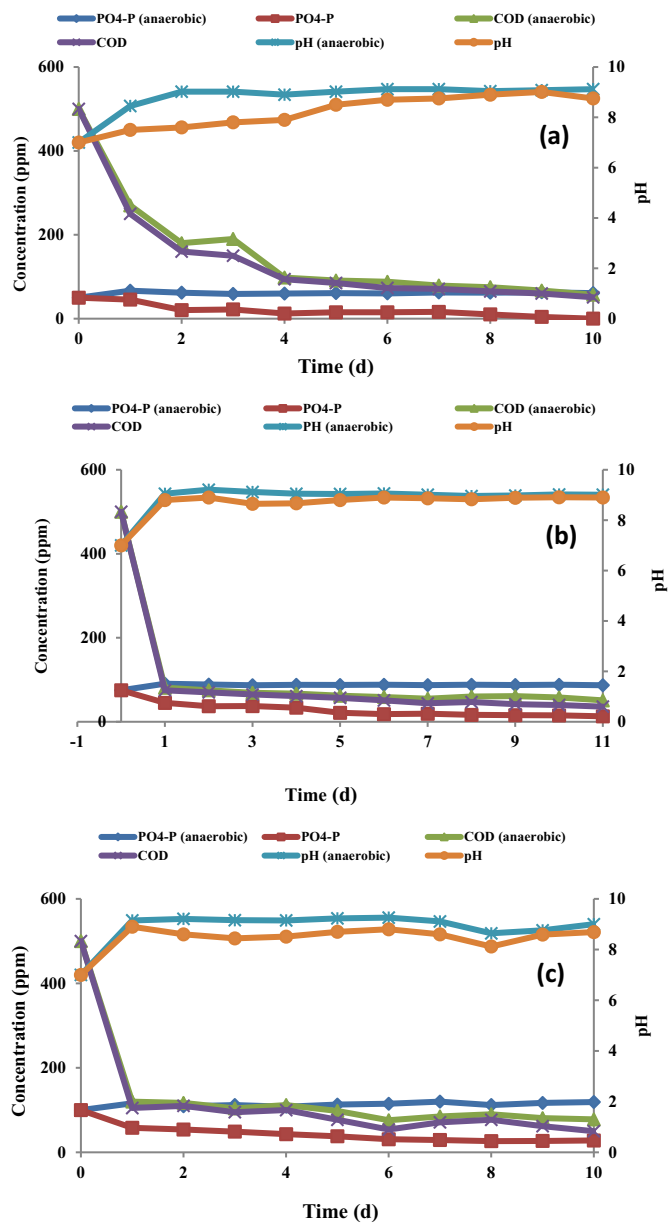 PO4-P (anaerobic) PO4-P COD (anaerobic)
COD pH (anaerobic) pH
600 10
8
400 (a)
6
4
200
2
0 0
0 2 4 6 8 10
Concentration (ppm)
pH
Time (d)
PO4-P (anaerobic) PO4-P COD (anaerobic)
COD PH (anaerobic) pH
600 10
8
400 (b)
6
4
200
2
0 0
-1 1 3 5 7 9 11
Concentration (ppm)
pH
Time (d)
PO4-P (anaerobic) PO4-P COD (anaerobic)
COD pH (anaerobic) pH
600 10
8
400 (c)
6
4
200
2
0 0
0 2 4 6 8 10
Concentration (ppm)
pH
Time (d)